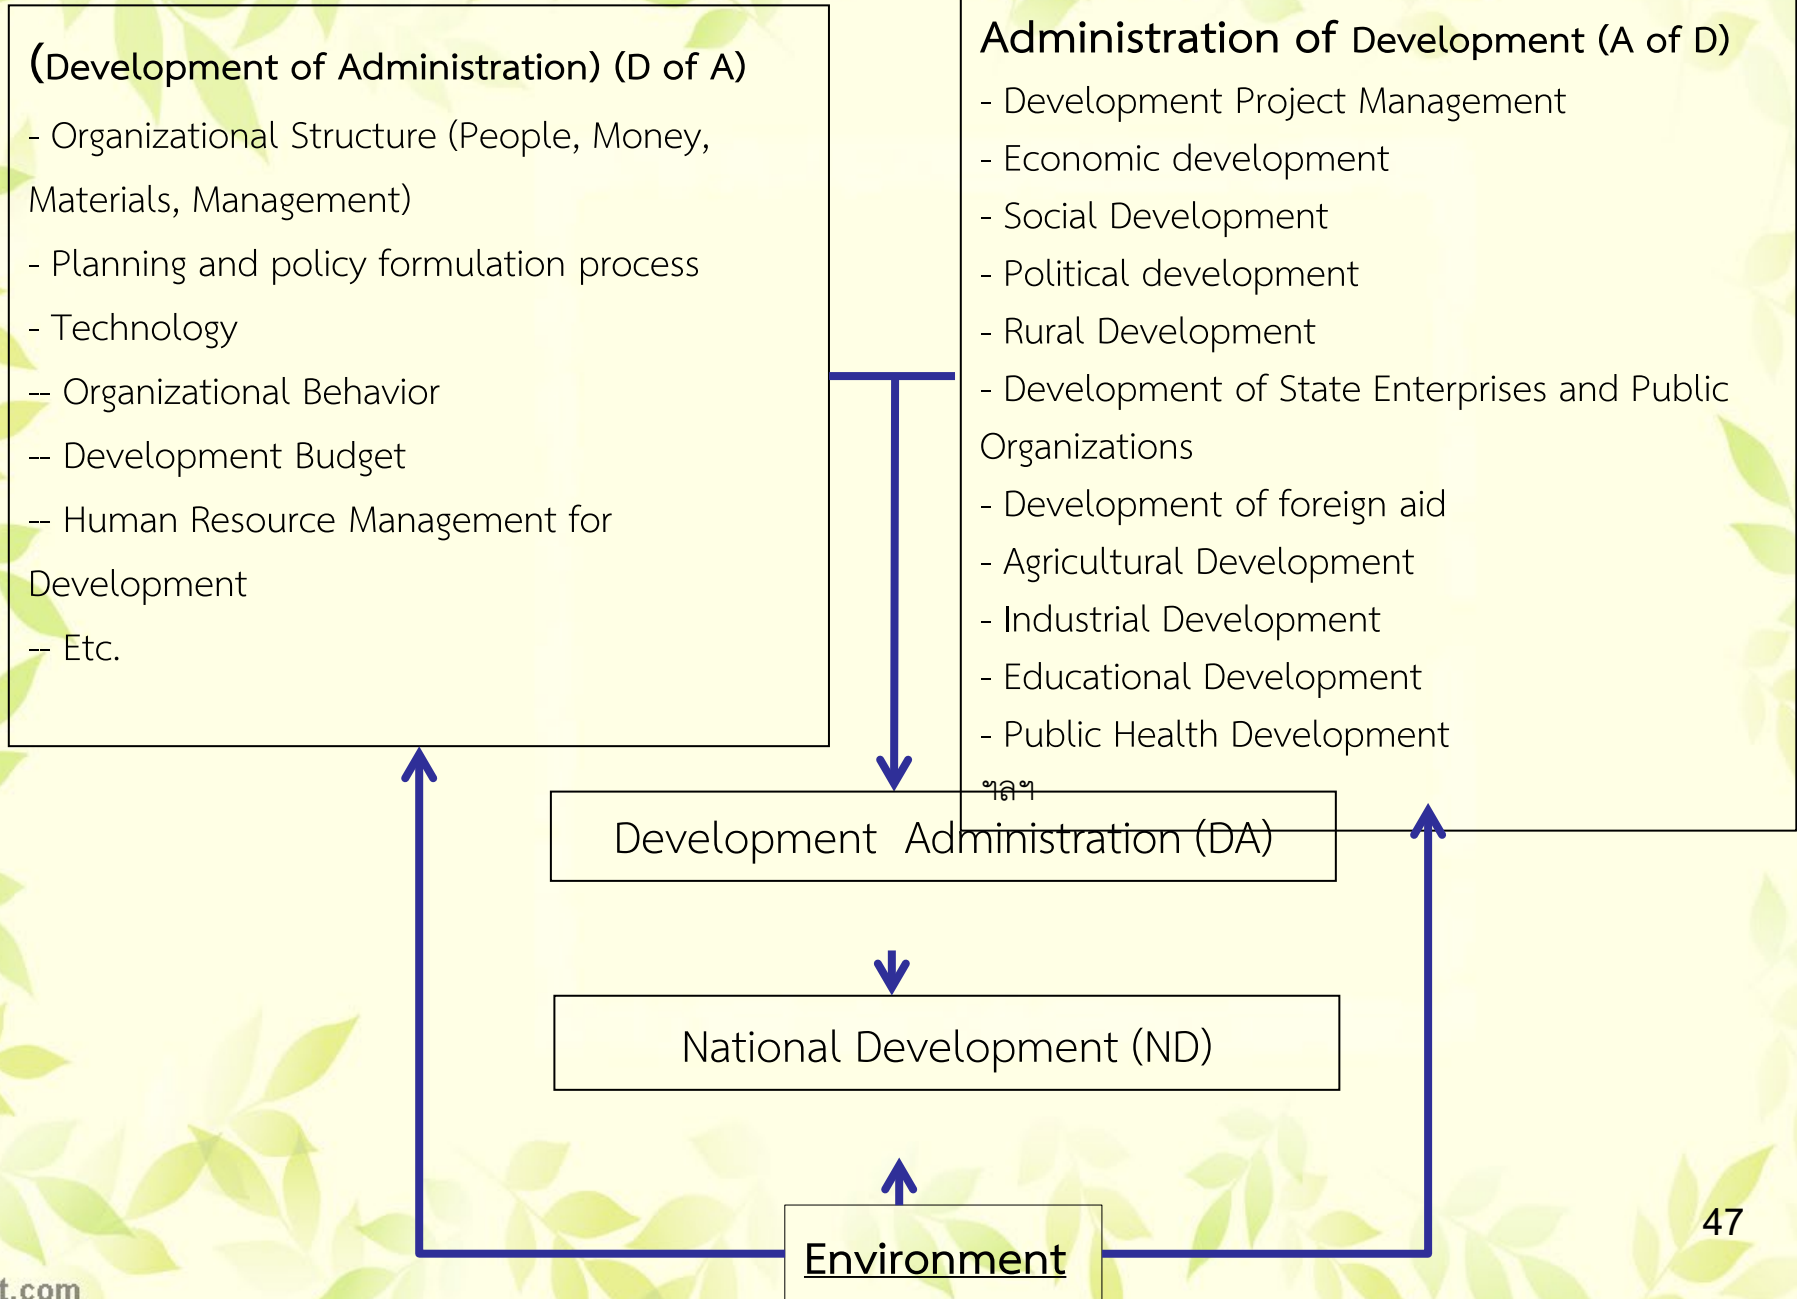 (Development of Administration) (D of A)
- Organizational Structure (People, Money,
Materials, Management)
- Planning and policy formulation process
- Technology
-- Organizational Behavior
-- Development Budget
-- Human Resource Management for
Development
-- Etc.
Administration of Development (A of D)
- Development Project Management
- Economic development
- Social Development
- Political development
- Rural Development
- Development of State Enterprises and Public
Organizations
- Development of foreign aid
- Agricultural Development
- Industrial Development
- Educational Development
- Public Health Development
ฯลฯ
Development Administration (DA)
National Development (ND)
Environment
47
t.com